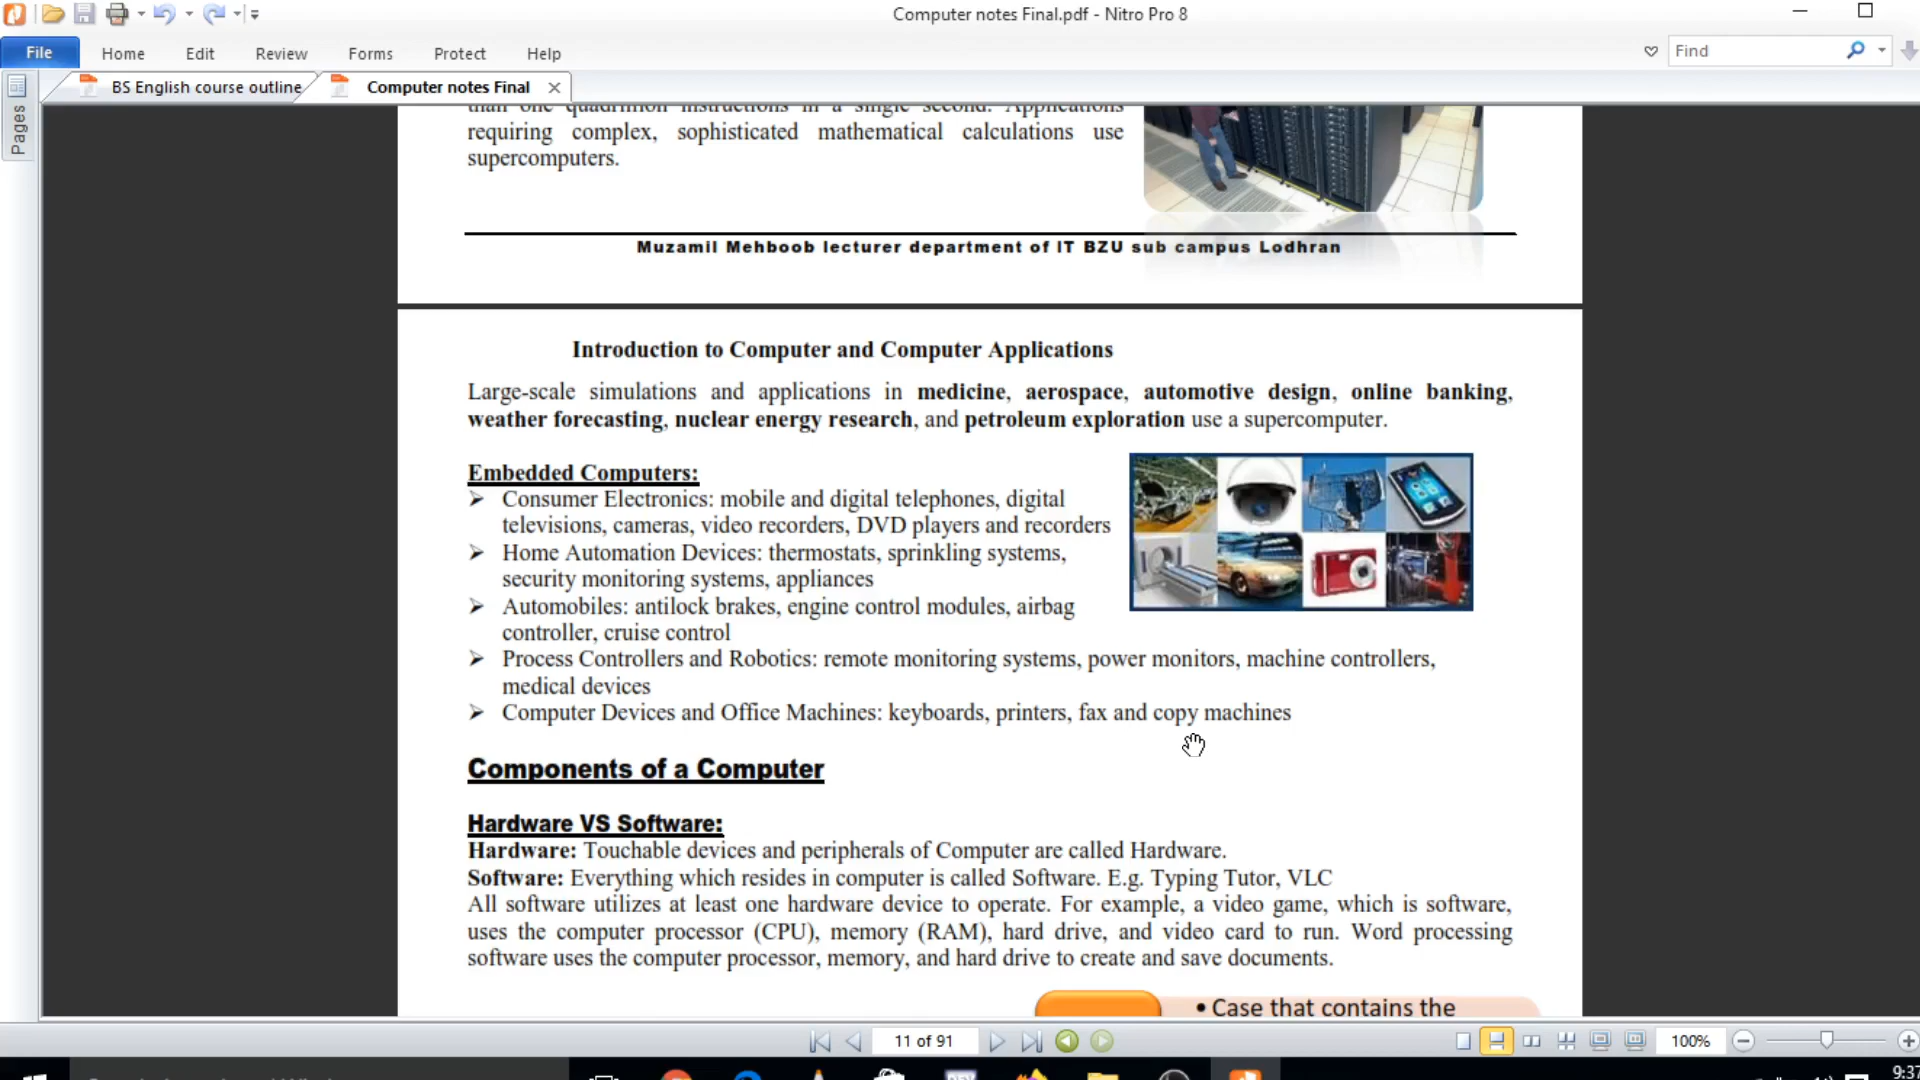 Computer notes Final.pdf - Nitro Pro 8
File Home Edit Review Forms Protect Help
Find
BS English course outline
Computer notes Final
Pages
than one quadrillion instructions in a single second. Applications
requiring complex, sophisticated mathematical calculations use
supercomputers.
Muzamil Mehboob lecturer department of IT BZU sub campus Lodhran
Introduction to Computer and Computer Applications
Large-scale simulations and applications in medicine, aerospace, automotive design, online banking,
weather forecasting, nuclear energy research, and petroleum exploration use a supercomputer.
Embedded Computers:
➢ Consumer Electronics: mobile and digital telephones, digital
televisions, cameras, video recorders, DVD players and recorders
➢ Home Automation Devices: thermostats, sprinkling systems,
security monitoring systems, appliances
➢ Automobiles: antilock brakes, engine control modules, airbag
controller, cruise control
➢ Process Controllers and Robotics: remote monitoring systems, power monitors, machine controllers,
medical devices
➢ Computer Devices and Office Machines: keyboards, printers, fax and copy machines
Components of a Computer
Hardware VS Software:
Hardware: Touchable devices and peripherals of Computer are called Hardware.
Software: Everything which resides in computer is called Software. E.g. Typing Tutor, VLC
All software utilizes at least one hardware device to operate. For example, a video game, which is software,
uses the computer processor (CPU), memory (RAM), hard drive, and video card to run. Word processing
software uses the computer processor, memory, and hard drive to create and save documents.
• Case that contains the
11 of 91
100%
9:37